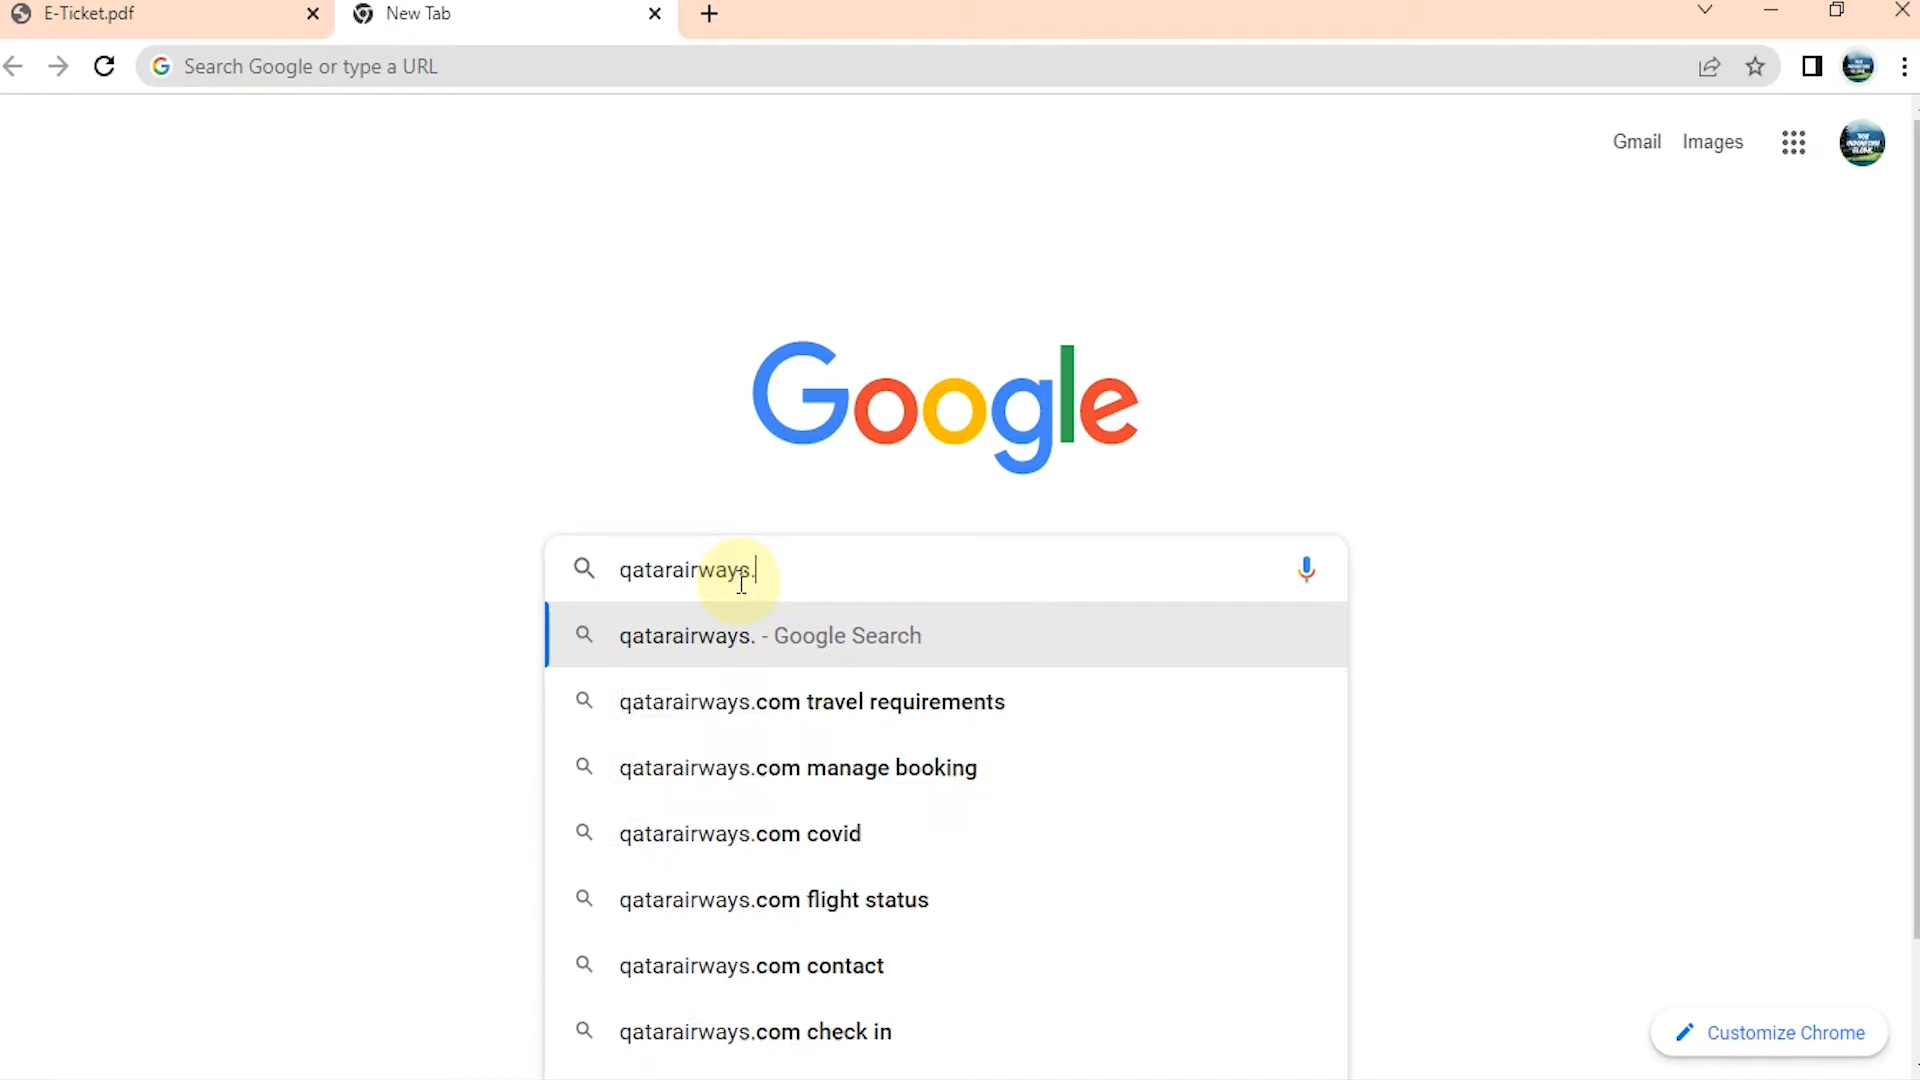 E-Ticket.pdf
New Tab
Search Google or type a URL
Gmail Images
Google
qatarairways.
qatarairways. - Google Search
qatarairways.com travel requirements
qatarairways.com manage booking
qatarairways.com covid
qatarairways.com flight status
qatarairways.com contact
qatarairways.com check in
Customize Chrome